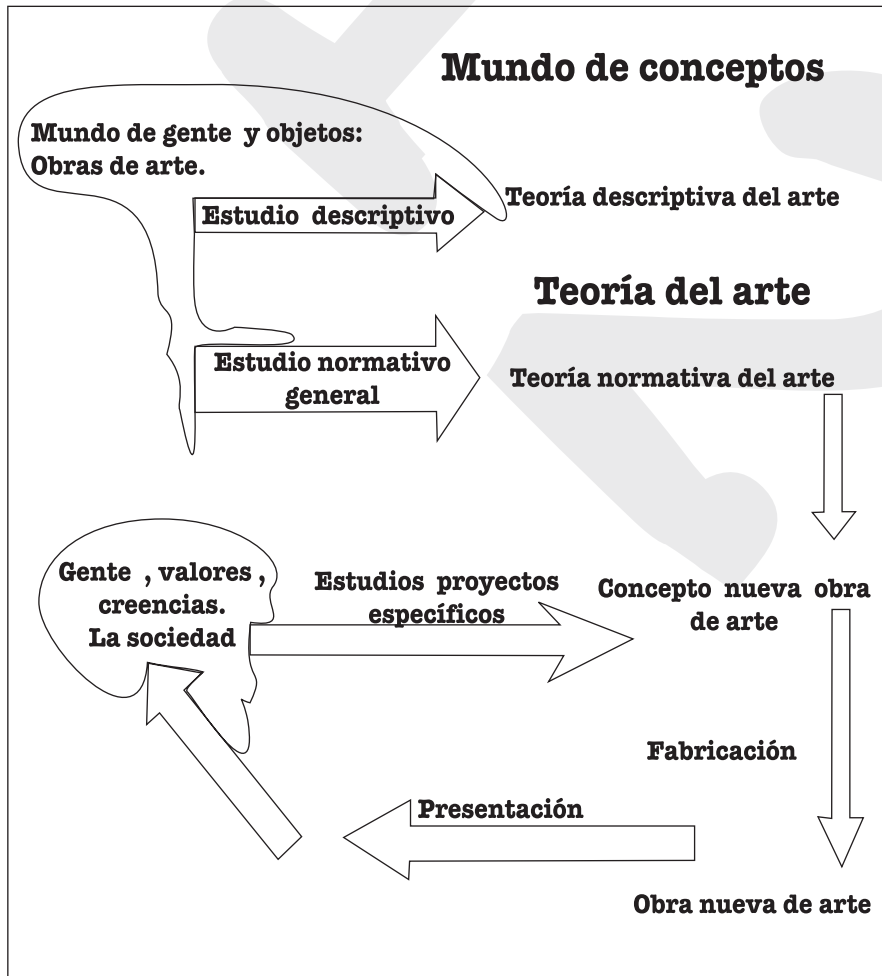 Mundo de conceptos
Mundo de gente y objetos:
Obras de arte.
Estudio descriptivo
Teoría descriptiva del arte
Teoría del arte
Estudio normativo
general
Teoría normativa del arte
Gente , valores ,
creencias.
La sociedad
Estudios proyectos
específicos
Concepto nueva obra
de arte
Fabricación
Presentación
Obra nueva de arte